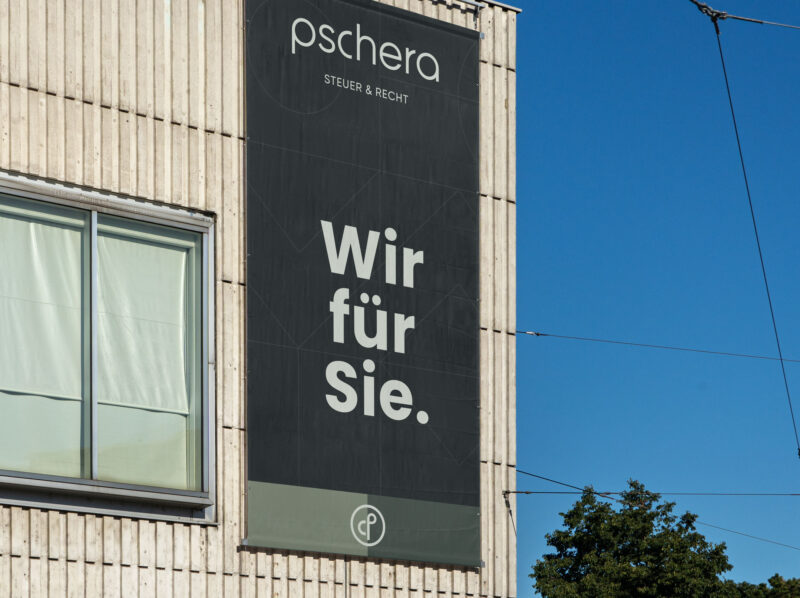 pschera
STEUER & RECHT
Wir
für
Sie.